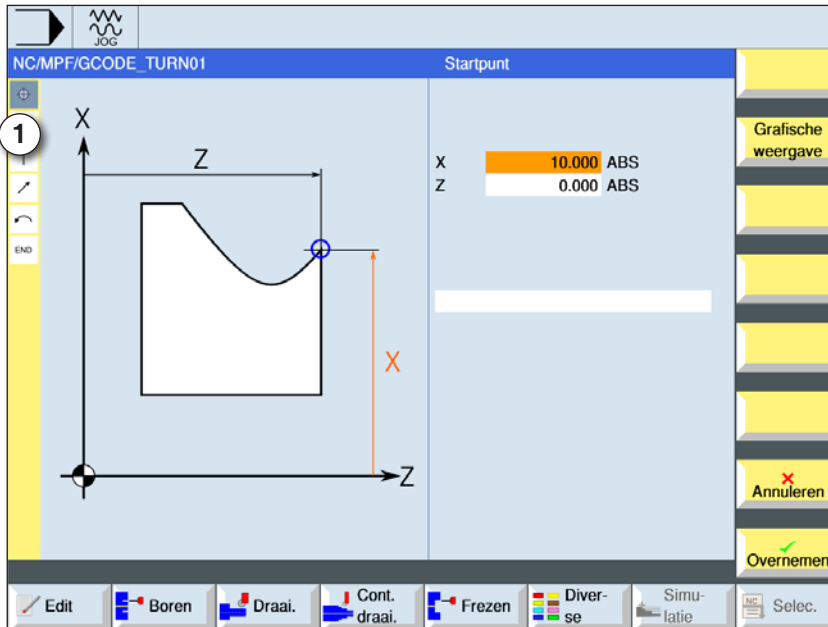 JOG
NC/MPF/GCODE_TURN01
Startpunt
1
END
X
Z
X
Z
X 10.000 ABS
Z 0.000 ABS
Grafische
weergave
Annuleren
Overnemen
Edit
Boren
Draai.
Cont.
draai.
Frezen
Diver-
se
Simu-
latie
NC
Selec.